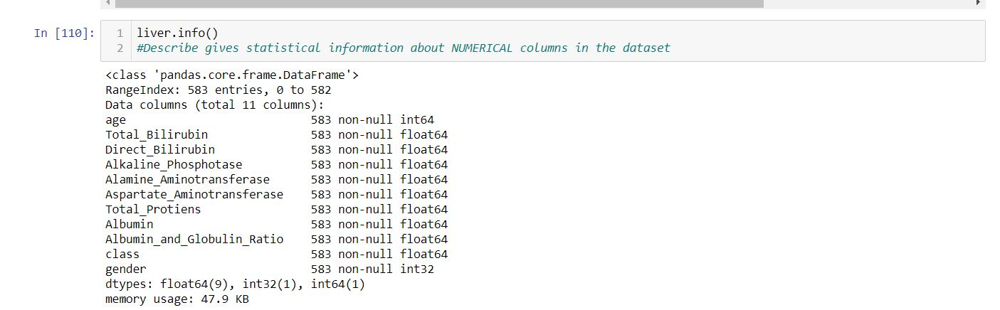 In [110]:
1 liver.info()
2 #Describe gives statistical information about NUMERICAL columns in the dataset
<class 'pandas.core.frame.DataFrame'>
RangeIndex: 583 entries, 0 to 582
Data columns (total 11 columns):
age                           583 non-null int64
Total_Bilirubin               583 non-null float64
Direct_Bilirubin              583 non-null float64
Alkaline_Phosphotase          583 non-null float64
Alamine_Aminotransferase      583 non-null float64
Aspartate_Aminotransferase    583 non-null float64
Total_Protiens                583 non-null float64
Albumin                       583 non-null float64
Albumin_and_Globulin_Ratio    583 non-null float64
class                         583 non-null float64
gender                        583 non-null int32
dtypes: float64(9), int32(1), int64(1)
memory usage: 47.9 KB